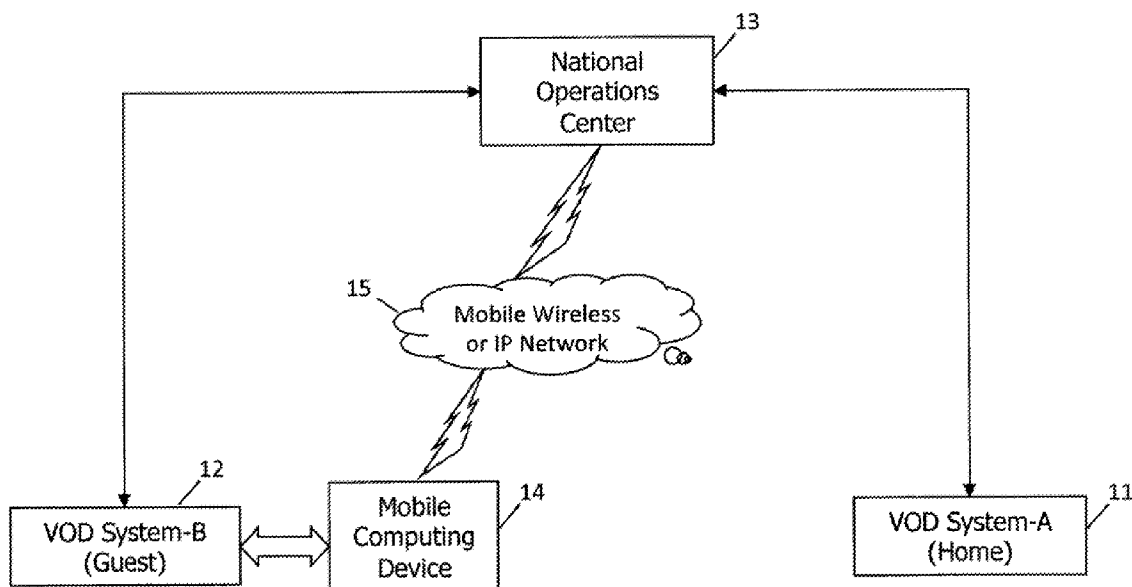 13
National
Operations
Center
15
Mobile Wireless
or IP Network
12
VOD System-B
(Guest)
14
Mobile
Computing
Device
11
VOD System-A
(Home)